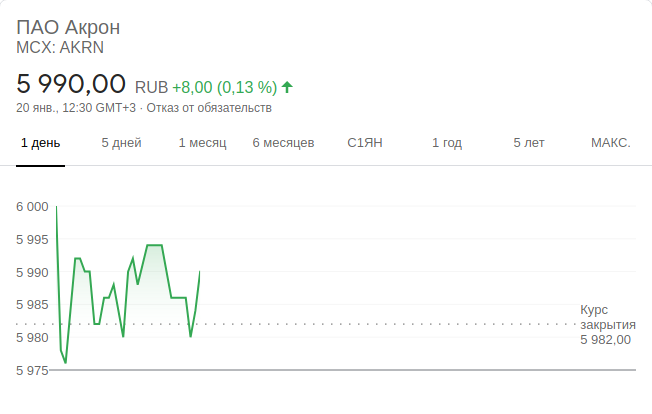 ПАО Акрон
MCX: AKRN
5 990,00 RUB +8,00 (0,13 %)
20 янв., 12:30 GMT+3 · Отказ от обязательств
1 день 5 дней 1 месяц 6 месяцев С1ЯН 1 год 5 лет МАКС.
6 000
5 995
5 990
5 985
Курс
закрытия
5 982,00
5 980
5 975